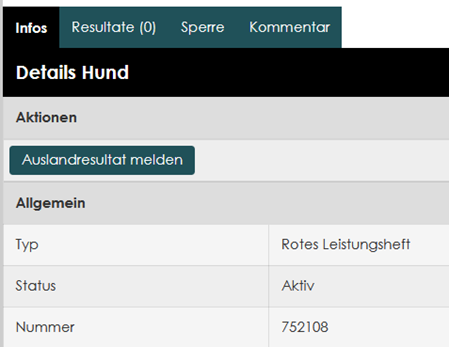 Infos Resultate (0) Sperre Kommentar
Details Hund
Aktionen
Auslandresultat melden
Allgemein
Typ Rotes Leistungsheft
Status Aktiv
Nummer 752108